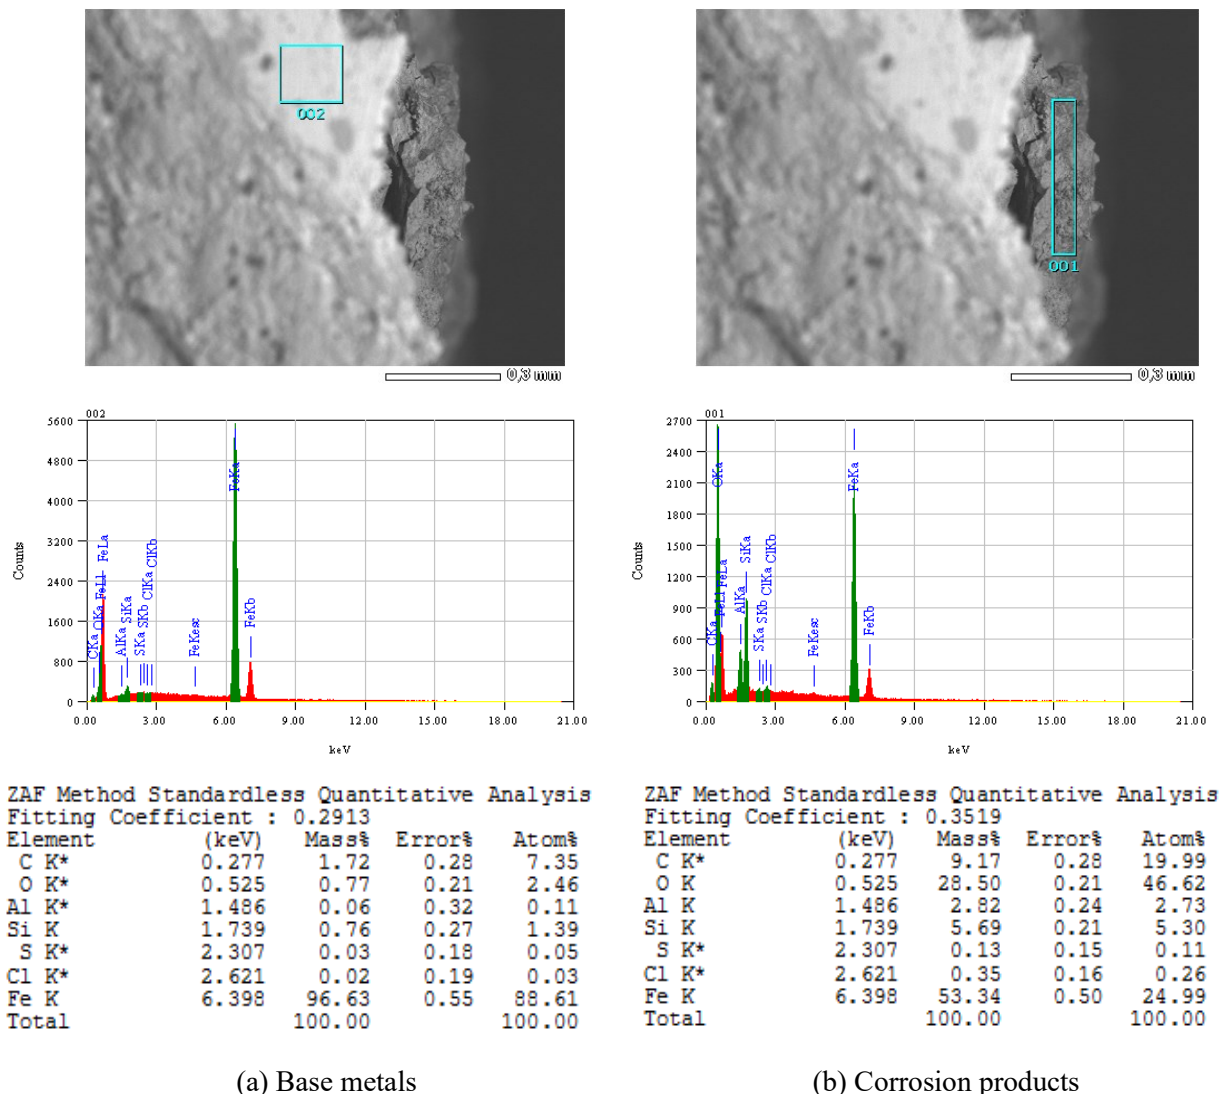 002
0,3 mm
001
0,3 mm
002
5600
4800
4000
3200
2400
1600
800
0
Counts
CKa
OKa
FeLl
FeLa
AlKa
SiKa
SKa
SKb
ClKa
ClKb
FeKesc
FeKa
FeKb
0.00 3.00 6.00 9.00 12.00 15.00 18.00 21.00
keV
001
2700
2400
2100
1800
1500
1200
900
600
300
0
Counts
CKa
OKa
FeLl
FeLa
AlKa
SiKa
SKa
SKb
ClKa
ClKb
FeKesc
FeKa
FeKb
0.00 3.00 6.00 9.00 12.00 15.00 18.00 21.00
keV
ZAF Method Standardless Quantitative Analysis
Fitting Coefficient : 0.2913
Element (keV) Mass% Error% Atom%
C K* 0.277 1.72 0.28 7.35
O K* 0.525 0.77 0.21 2.46
Al K* 1.486 0.06 0.32 0.11
Si K 1.739 0.76 0.27 1.39
S K* 2.307 0.03 0.18 0.05
Cl K* 2.621 0.02 0.19 0.03
Fe K 6.398 96.63 0.55 88.61
Total 100.00 100.00
ZAF Method Standardless Quantitative Analysis
Fitting Coefficient : 0.3519
Element (keV) Mass% Error% Atom%
C K* 0.277 9.17 0.28 19.99
O K 0.525 28.50 0.21 46.62
Al K 1.486 2.82 0.24 2.73
Si K 1.739 5.69 0.21 5.30
S K* 2.307 0.13 0.15 0.11
Cl K* 2.621 0.35 0.16 0.26
Fe K 6.398 53.34 0.50 24.99
Total 100.00 100.00
(a) Base metals
(b) Corrosion products